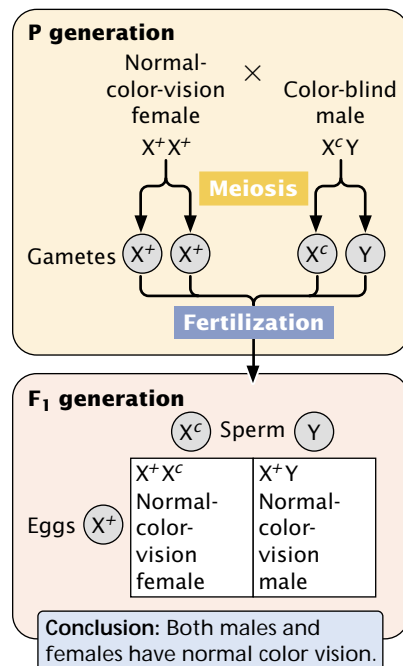 P generation
Normal-
color-vision
female
×
Color-blind
male
X⁺X⁺
XᶜY
Meiosis
Gametes X⁺ X⁺ Xᶜ Y
Fertilization
F₁ generation
Xᶜ Sperm Y
Eggs X⁺
X⁺Xᶜ
Normal-
color-
vision
female
X⁺Y
Normal-
color-
vision
male
Conclusion: Both males and
females have normal color vision.